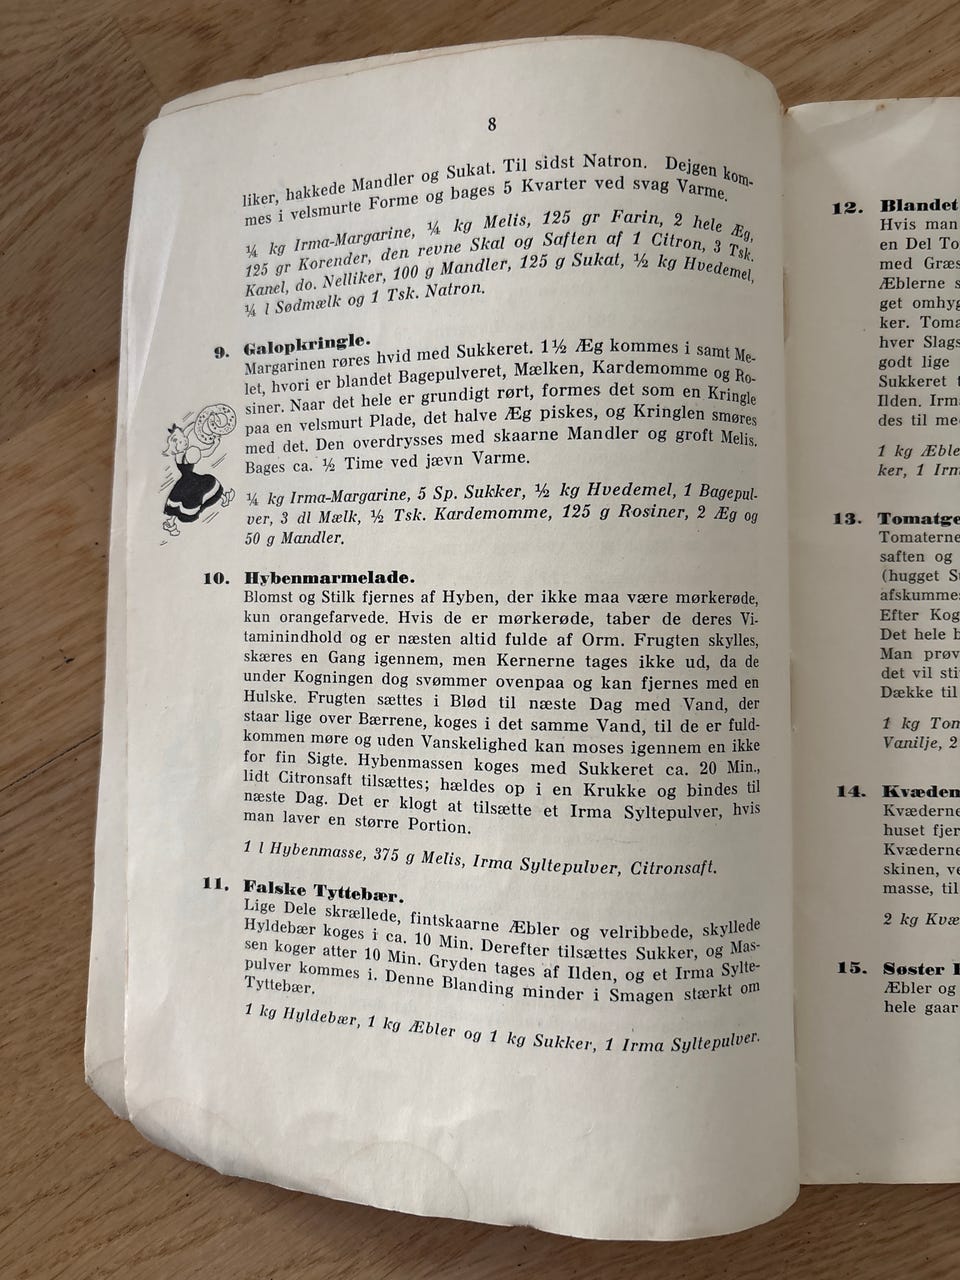 8
liker, hakkede Mandler og Sukat. Til sidst Natron. Dejgen kom-
mes i velsmurte Forme og bages 5 Kvarter ved svag Varme.
¼ kg Irma-Margarine, ¼ kg Melis, 125 gr Farin, 2 hele Æg,
125 gr Korender, den revne Skal og Saften af 1 Citron, 3 Tsk.
Kanel, do. Nelliker, 100 g Mandler, 125 g Sukat, ½ kg Hvedemel,
¼ l Sødmælk og 1 Tsk. Natron.
9. Galopkringle.
Margarinen røres hvid med Sukkeret. 1½ Æg kommes i samt Me-
let, hvori er blandet Bagepulveret, Mælken, Kardemomme og Ro-
siner. Naar det hele er grundigt rørt, formes det som en Kringle
paa en velsmurt Plade, det halve Æg piskes, og Kringlen smøres
med det. Den overdrysses med skaarne Mandler og groft Melis.
Bages ca. ½ Time ved jævn Varme.
¼ kg Irma-Margarine, 5 Sp. Sukker, ½ kg Hvedemel, 1 Bagepul-
ver, 3 dl Mælk, ½ Tsk. Kardemomme, 125 g Rosiner, 2 Æg og
50 g Mandler.
10. Hybenmarmelade.
Blomst og Stilk fjernes af Hyben, der ikke maa være mørkerøde,
kun orangefarvede. Hvis de er mørkerøde, taber de deres Vi-
taminindhold og er næsten altid fulde af Orm. Frugten skylles,
skæres en Gang igennem, men Kernerne tages ikke ud, da de
under Kogningen dog svømmer ovenpaa og kan fjernes med en
Hulske. Frugten sættes i Blød til næste Dag med Vand, der
staar lige over Bærrene, koges i det samme Vand, til de er fuld-
kommen møre og uden Vanskelighed kan moses igennem en ikke
for fin Sigte. Hybenmassen koges med Sukkeret ca. 20 Min.,
lidt Citronsaft tilsættes; hældes op i en Krukke og bindes til
næste Dag. Det er klogt at tilsætte et Irma Syltepulver, hvis
man laver en større Portion.
1 l Hybenmasse, 375 g Melis, Irma Syltepulver, Citronsaft.
11. Falske Tyttebær.
Lige Dele skrællede, fintskaarne Æbler og velribbede, skyllede
Hyldebær koges i ca. 10 Min. Derefter tilsættes Sukker, og Mas-
sen koger atter 10 Min. Gryden tages af Ilden, og et Irma Sylte-
pulver kommes i. Denne Blanding minder i Smagen stærkt om
Tyttebær.
1 kg Hyldebær, 1 kg Æbler og 1 kg Sukker, 1 Irma Syltepulver.
12. Blandet
Hvis man
en Del To
med Græs
Æblerne s
get omhyg
ker. Toma
hver Slags
godt lige
Sukkeret t
Ilden. Irma
des til me
1 kg Æble
ker, 1 Irm
13. Tomatge
Tomaterne
saften og
(hugget Su
afskummes
Efter Kog
Det hele b
Man prøv
det vil sti
Dække til
1 kg Tom
Vanilje, 2
14. Kvæden
Kvæderne
huset fjer
Kvæderne
skinen, ve
masse, til
2 kg Kvæ
15. Søster
Æbler og
hele gaar